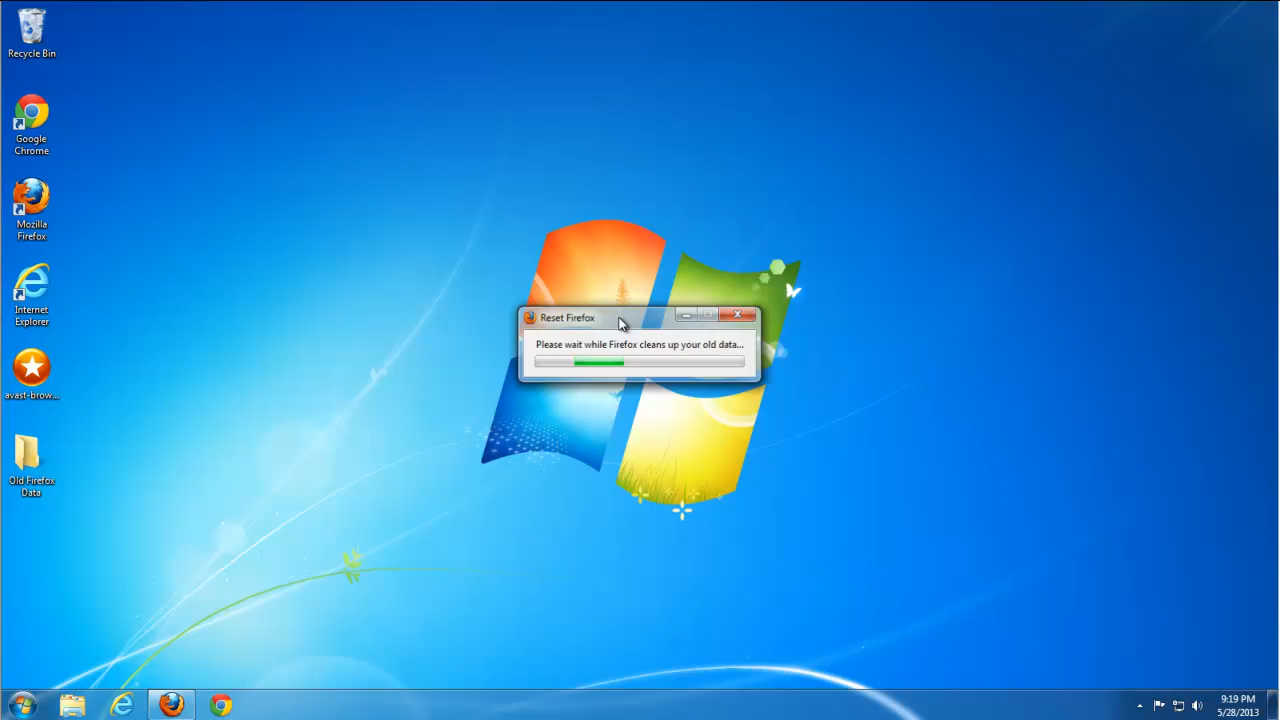 Recycle Bin
Google
Chrome
Mozilla
Firefox
Internet
Explorer
avast-brow...
Old Firefox
Data
Reset Firefox
Please wait while Firefox cleans up your old data...
9:19 PM
5/28/2013